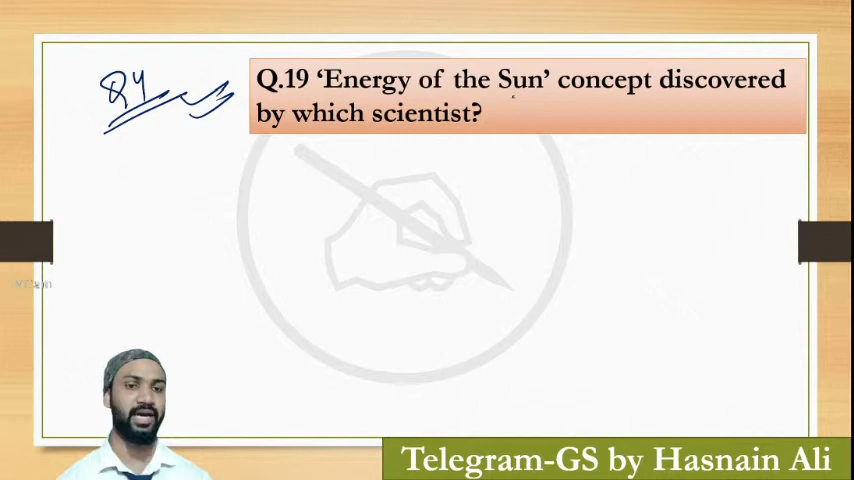 Q.19 ‘Energy of the Sun’ concept discovered
by which scientist?
Telegram-GS by Hasnain Ali